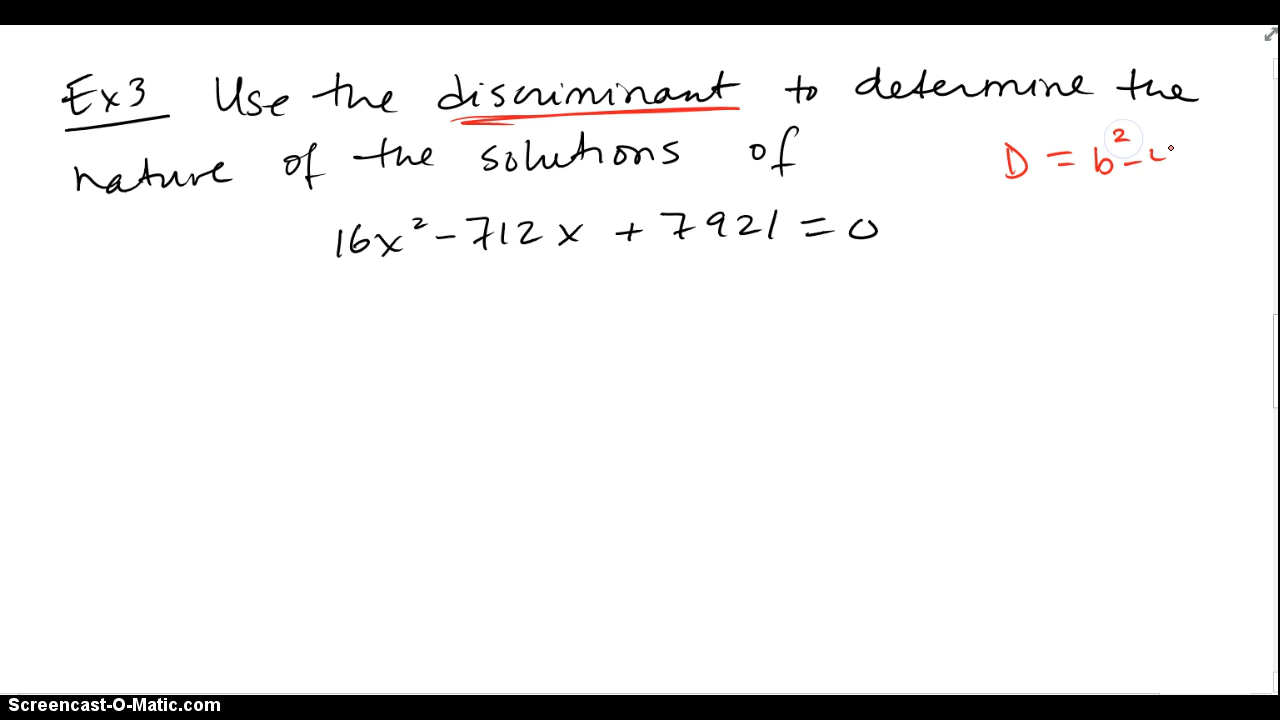 Ex3 Use the discriminant to determine the
nature of the solutions of
D = b² -
16x² - 712x + 7921 = 0
Screencast-O-Matic.com